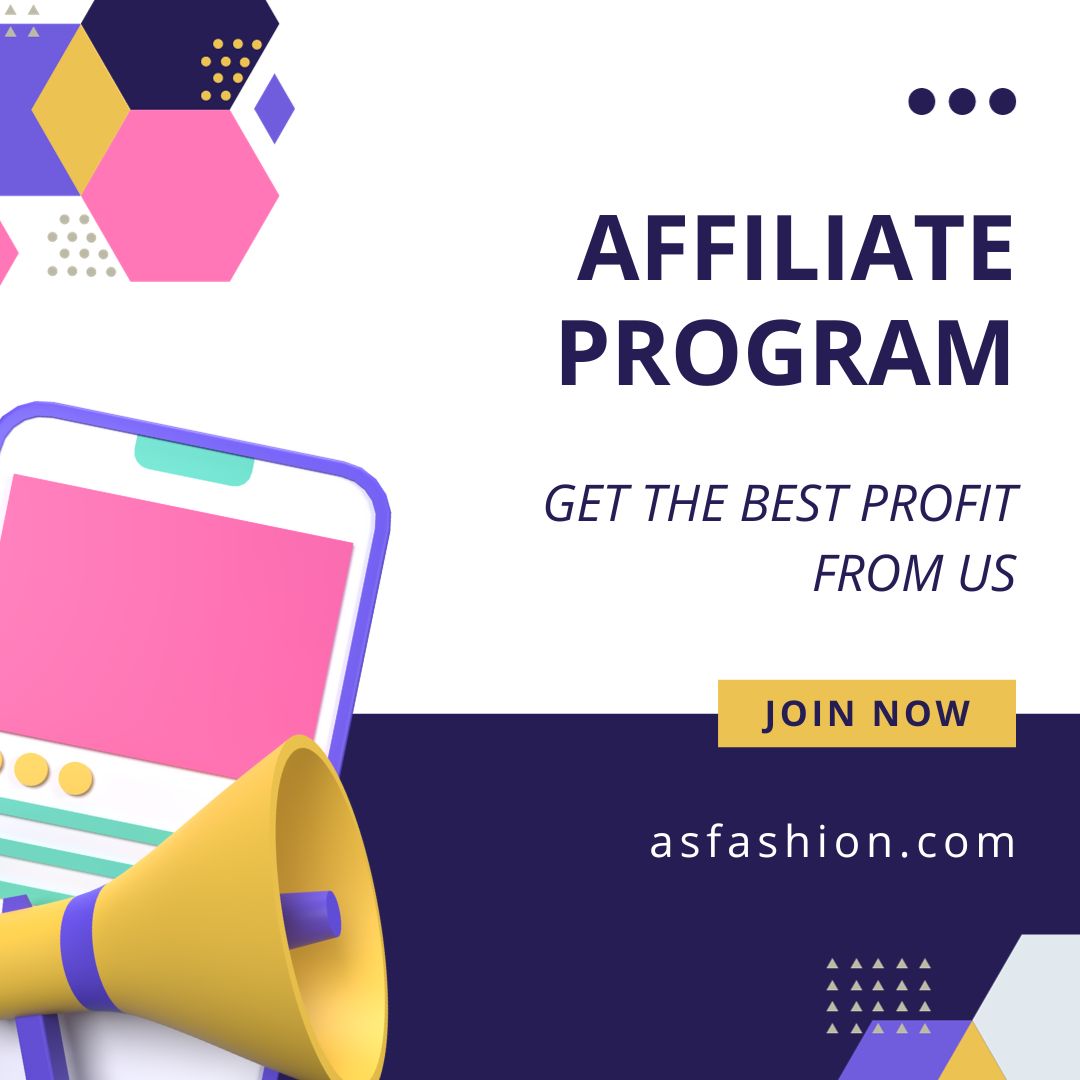 AFFILIATE
PROGRAM
GET THE BEST PROFIT
FROM US
JOIN NOW
asfashion.com